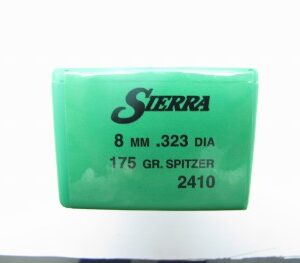 SIERRA
8 MM .323 DIA
175 GR. SPITZER
2410